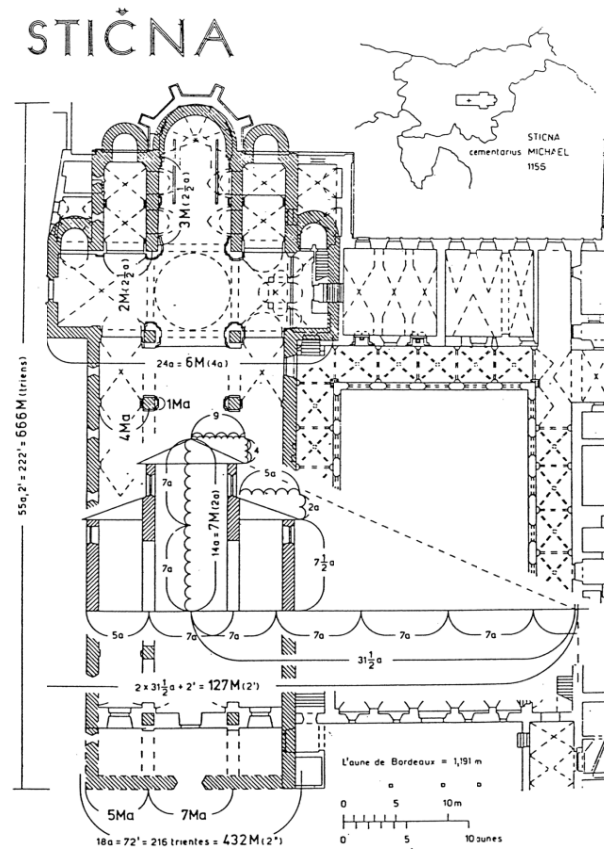 STIČNA
STICNA
cementarius MICHAEL
1155
3M (2½a)
2M (2½a)
24a = 6M (4a)
55a, 2' = 222' = 666M (triens)
4Ma
1Ma
9
4
5a
7a
14a = 7M (2a)
2a
7a
7½a
5a
7a
7a
7a
7a
7a
7a
31½a
2 x 31½a + 2' = 127M (2')
L'aune de Bordeaux = 1,191 m
0 5 10m
0 5 10aunes
5Ma
7Ma
18a = 72' = 216 trientes = 432M (2")